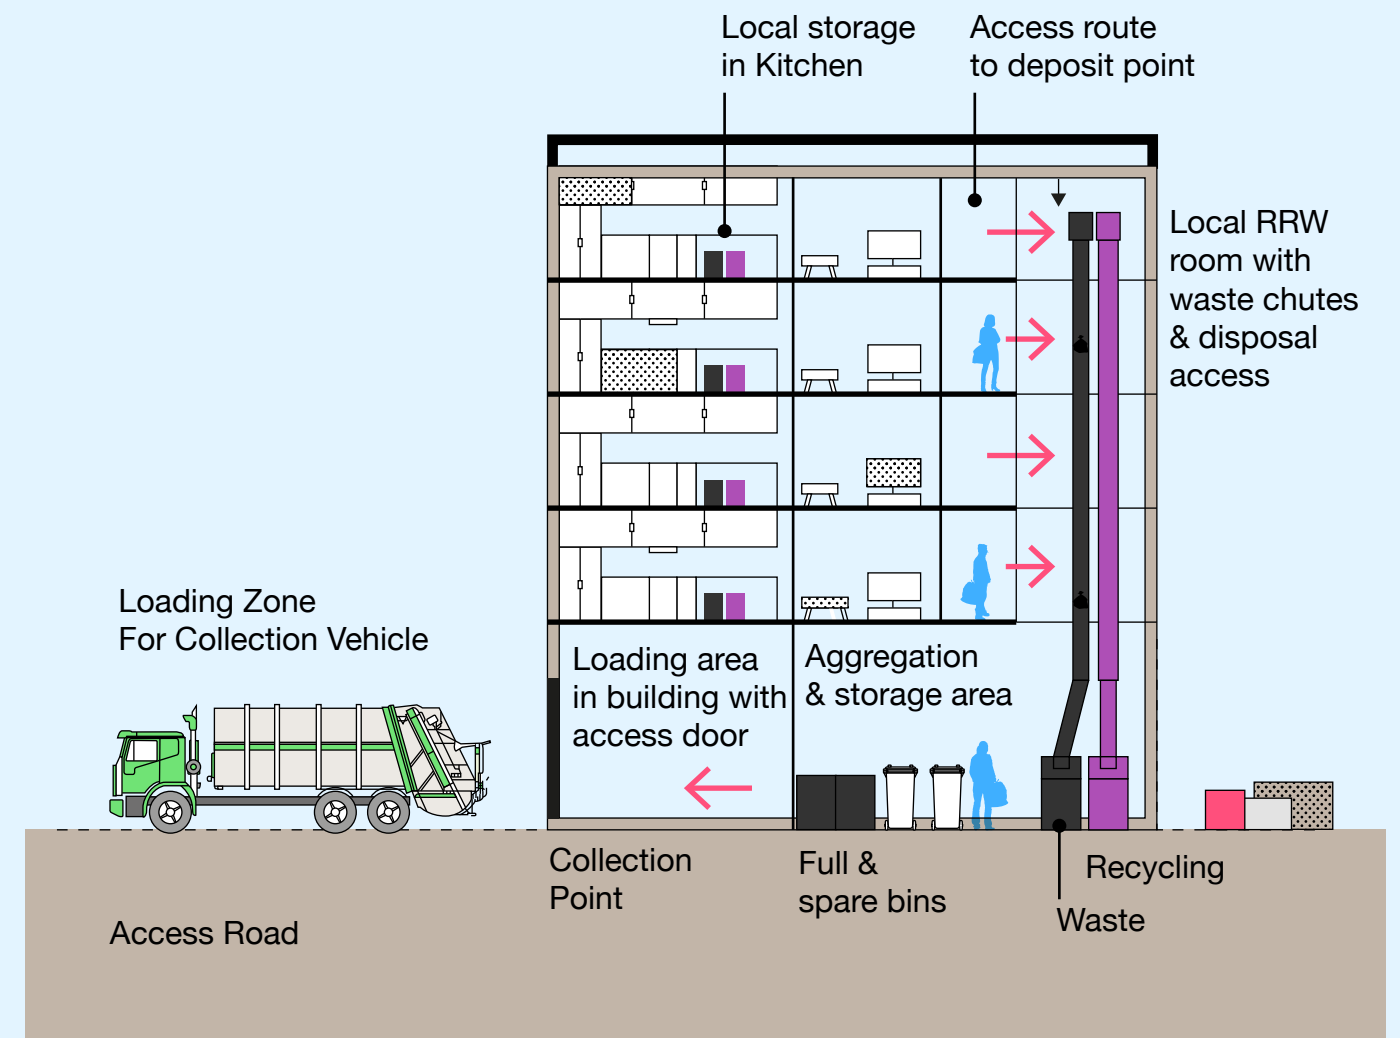 Local storage
in Kitchen
Access route
to deposit point
Local RRW
room with
waste chutes
& disposal
access
Loading Zone
For Collection Vehicle
Loading area
in building with
access door
Aggregation
& storage area
Collection
Point
Full &
spare bins
Recycling
Waste
Access Road